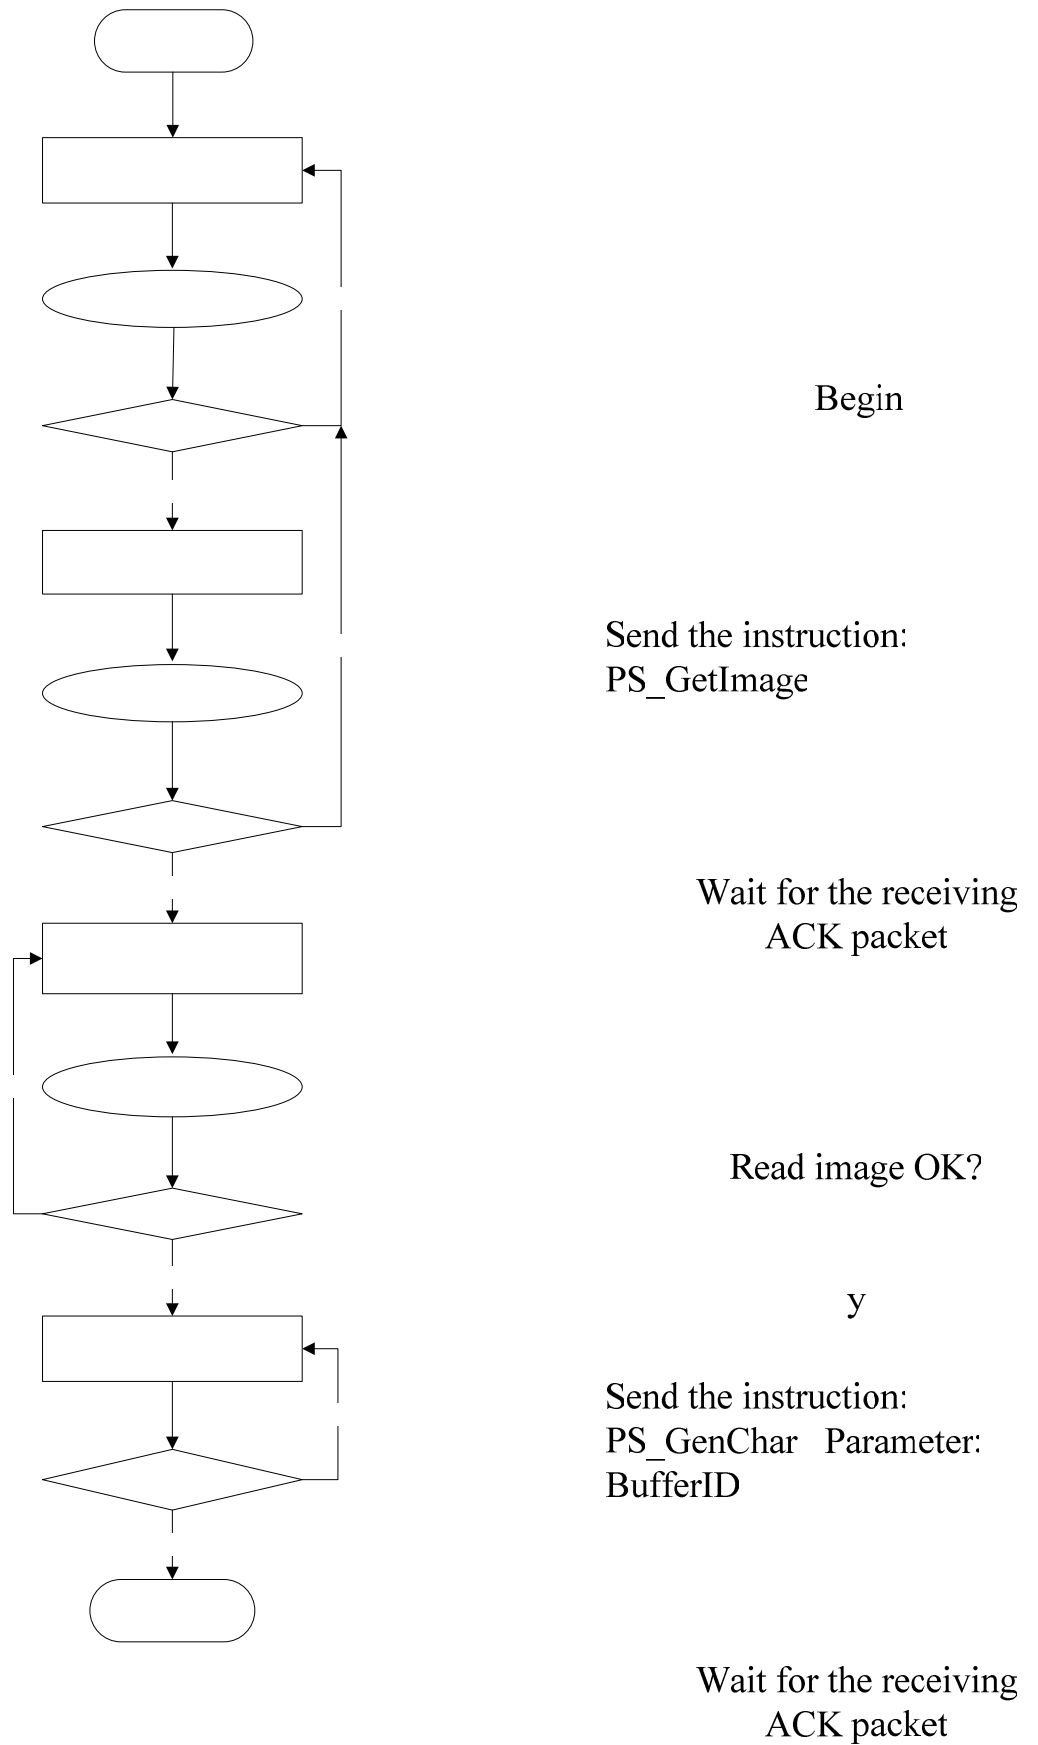 Begin
Send the instruction:
PS_GetImage
Wait for the receiving
ACK packet
Read image OK?
y
Send the instruction:
PS_GenChar Parameter:
BufferID
Wait for the receiving
ACK packet